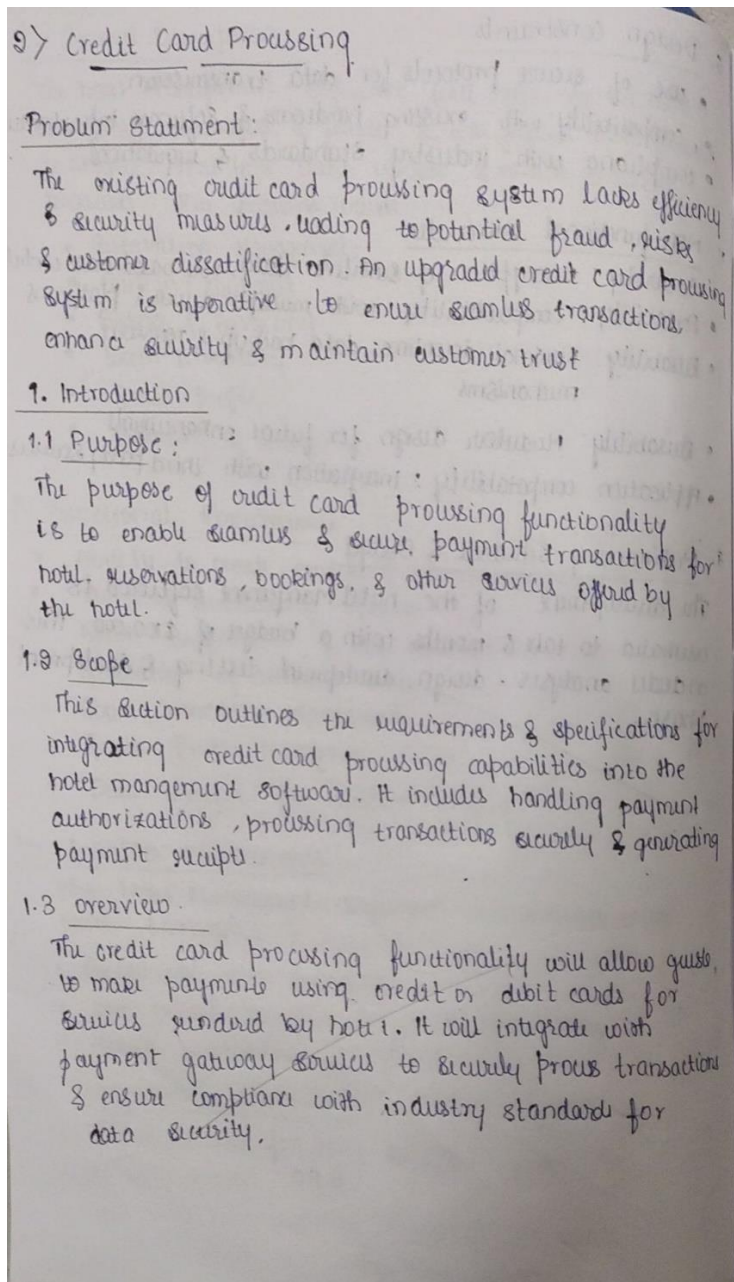 2) Credit Card Processing
Problem Statement:
The existing credit card processing system lacks efficiency
& security measures, leading to potential fraud, risks
& customer dissatification. An upgraded credit card processing
system is imperative to enure seamless transactions,
enhance security & maintain customer trust
1. Introduction
1.1 Purpose:
The purpose of credit card processing functionality
is to enable seamless & secure payment transactions for
hotel reservations, bookings, & other services offered by
the hotel.
1.2 Scope
This section outlines the requirements & specifications for
integrating credit card processing capabilities into the
hotel mangement software. It includes handling payment
authorizations, processing transactions securely & generating
payment receipts.
1.3 overview.
The credit card processing functionality will allow guests,
to make payments using credit or debit cards for
services rendered by hotel. It will integrate with
payment gateway services to securely process transactions
& ensure compliance with industry standards for
data security.